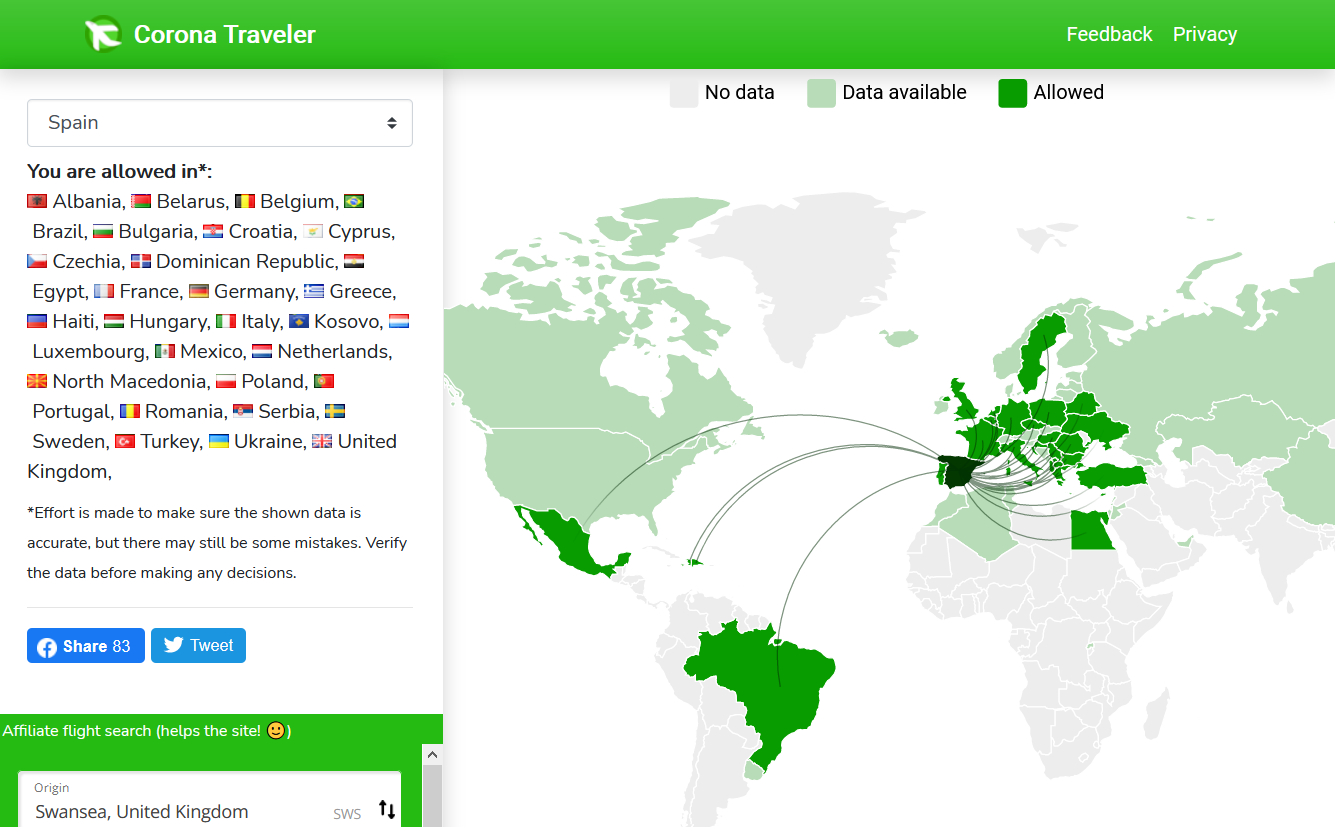 Corona Traveler
Feedback Privacy
No data
Data available
Allowed
Spain
You are allowed in*:
Albania, Belarus, Belgium,
Brazil, Bulgaria, Croatia, Cyprus,
Czechia, Dominican Republic,
Egypt, France, Germany, Greece,
Haiti, Hungary, Italy, Kosovo,
Luxembourg, Mexico, Netherlands,
North Macedonia, Poland,
Portugal, Romania, Serbia,
Sweden, Turkey, Ukraine, United
Kingdom,
*Effort is made to make sure the shown data is
accurate, but there may still be some mistakes. Verify
the data before making any decisions.
Share 83
Tweet
Affiliate flight search (helps the site! 🙂)
Origin
Swansea, United Kingdom SWS